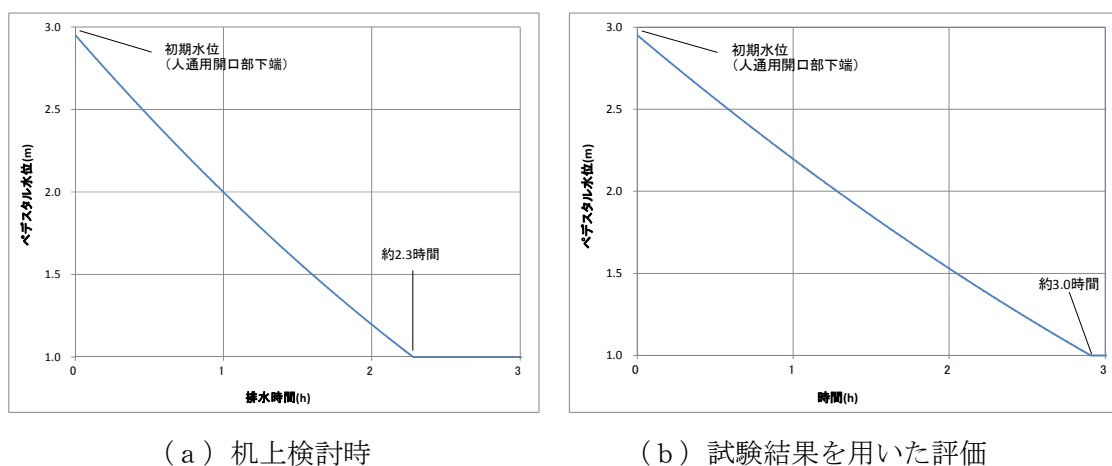 3.0
2.5
2.0
1.5
1.0
ペデスタル水位(m)
初期水位
（人通用開口部下端）
約2.3時間
0
1
2
3
排水時間(h)
3.0
2.5
2.0
1.5
1.0
ペデスタル水位(m)
初期水位
（人通用開口部下端）
約3.0時間
0
1
2
3
時間(h)
（ａ）机上検討時
（ｂ）試験結果を用いた評価